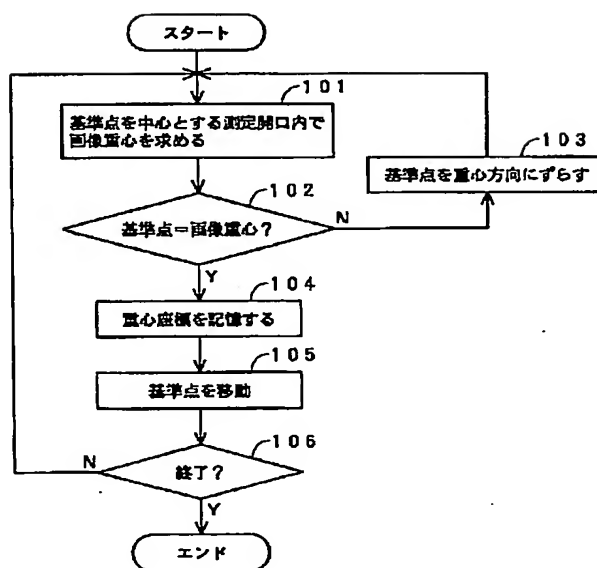 スタート
101
基準点を中心とする測定開口内で
画像重心を求める
103
基準点を重心方向にずらす
102
基準点=画像重心?
N
Y
104
重心座標を記憶する
105
基準点を移動
106
終了?
N
Y
エンド